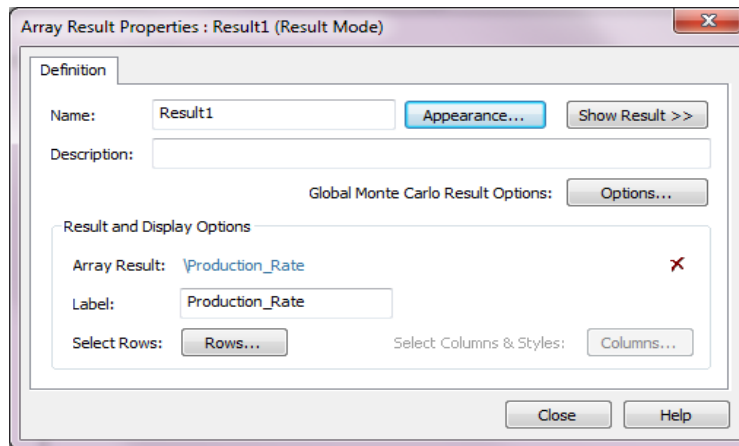 Array Result Properties : Result1 (Result Mode)
Definition
Name: Result1 Appearance... Show Result >>
Description:
Global Monte Carlo Result Options: Options...
Result and Display Options
Array Result: \Production_Rate
Label: Production_Rate
Select Rows: Rows... Select Columns & Styles: Columns...
Close Help